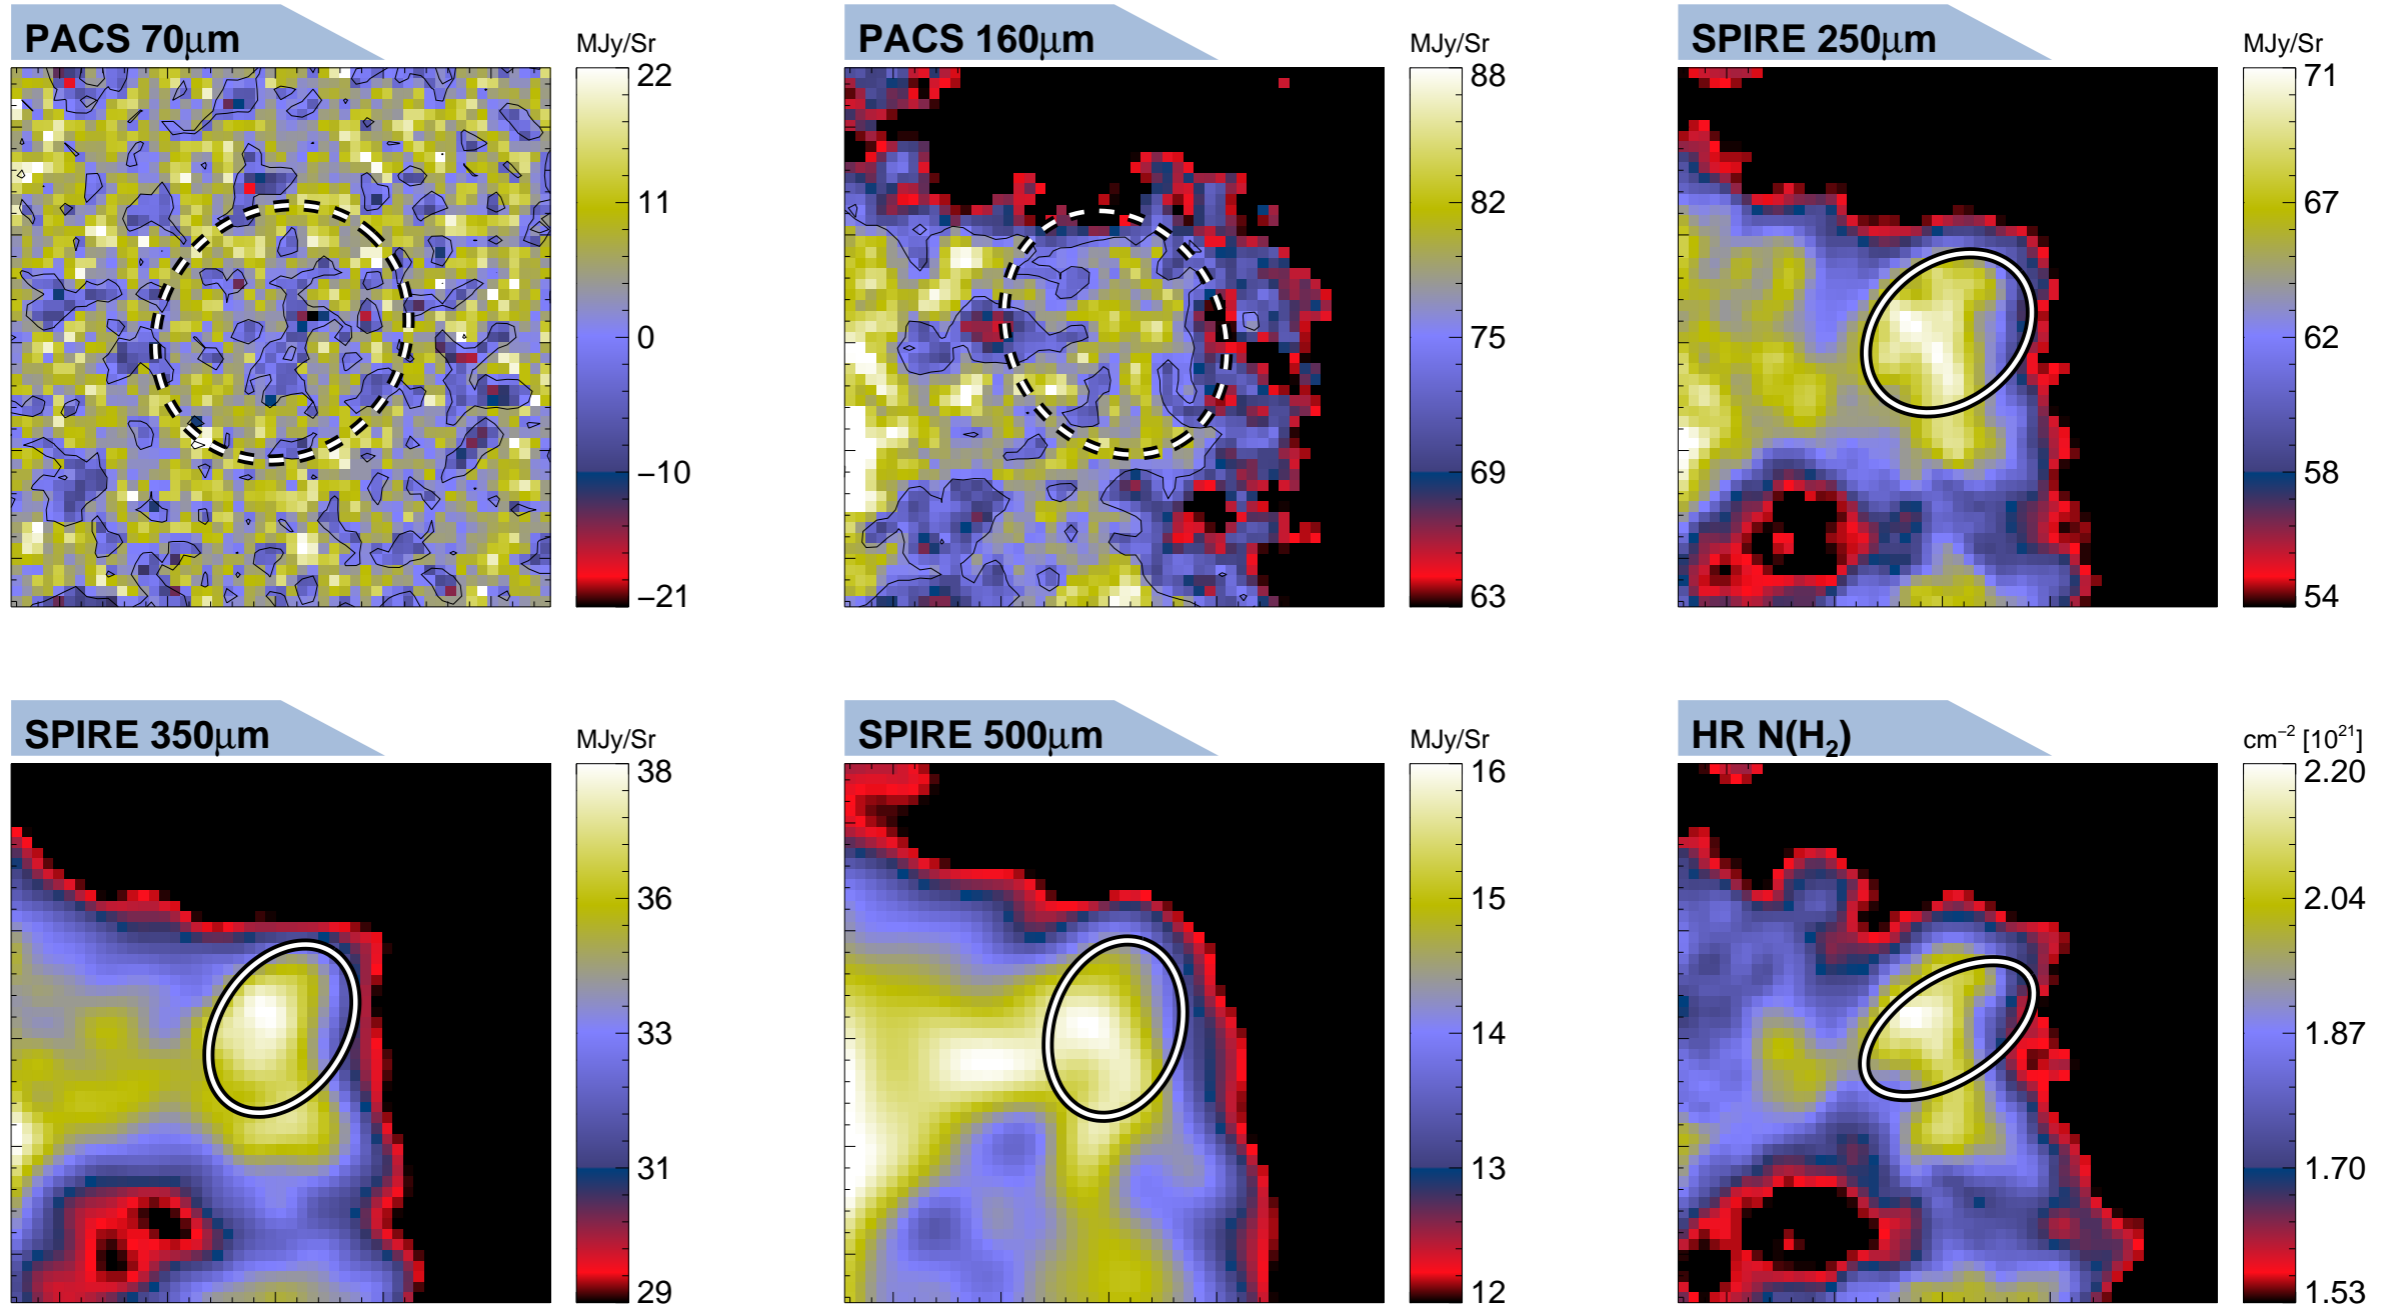 PACS 70µm
MJy/Sr
22
11
0
−10
−21
PACS 160µm
MJy/Sr
88
82
75
69
63
SPIRE 250µm
MJy/Sr
71
67
62
58
54
SPIRE 350µm
MJy/Sr
38
36
33
31
29
SPIRE 500µm
MJy/Sr
16
15
14
13
12
HR N(H₂)
cm⁻² [10²¹]
2.20
2.04
1.87
1.70
1.53